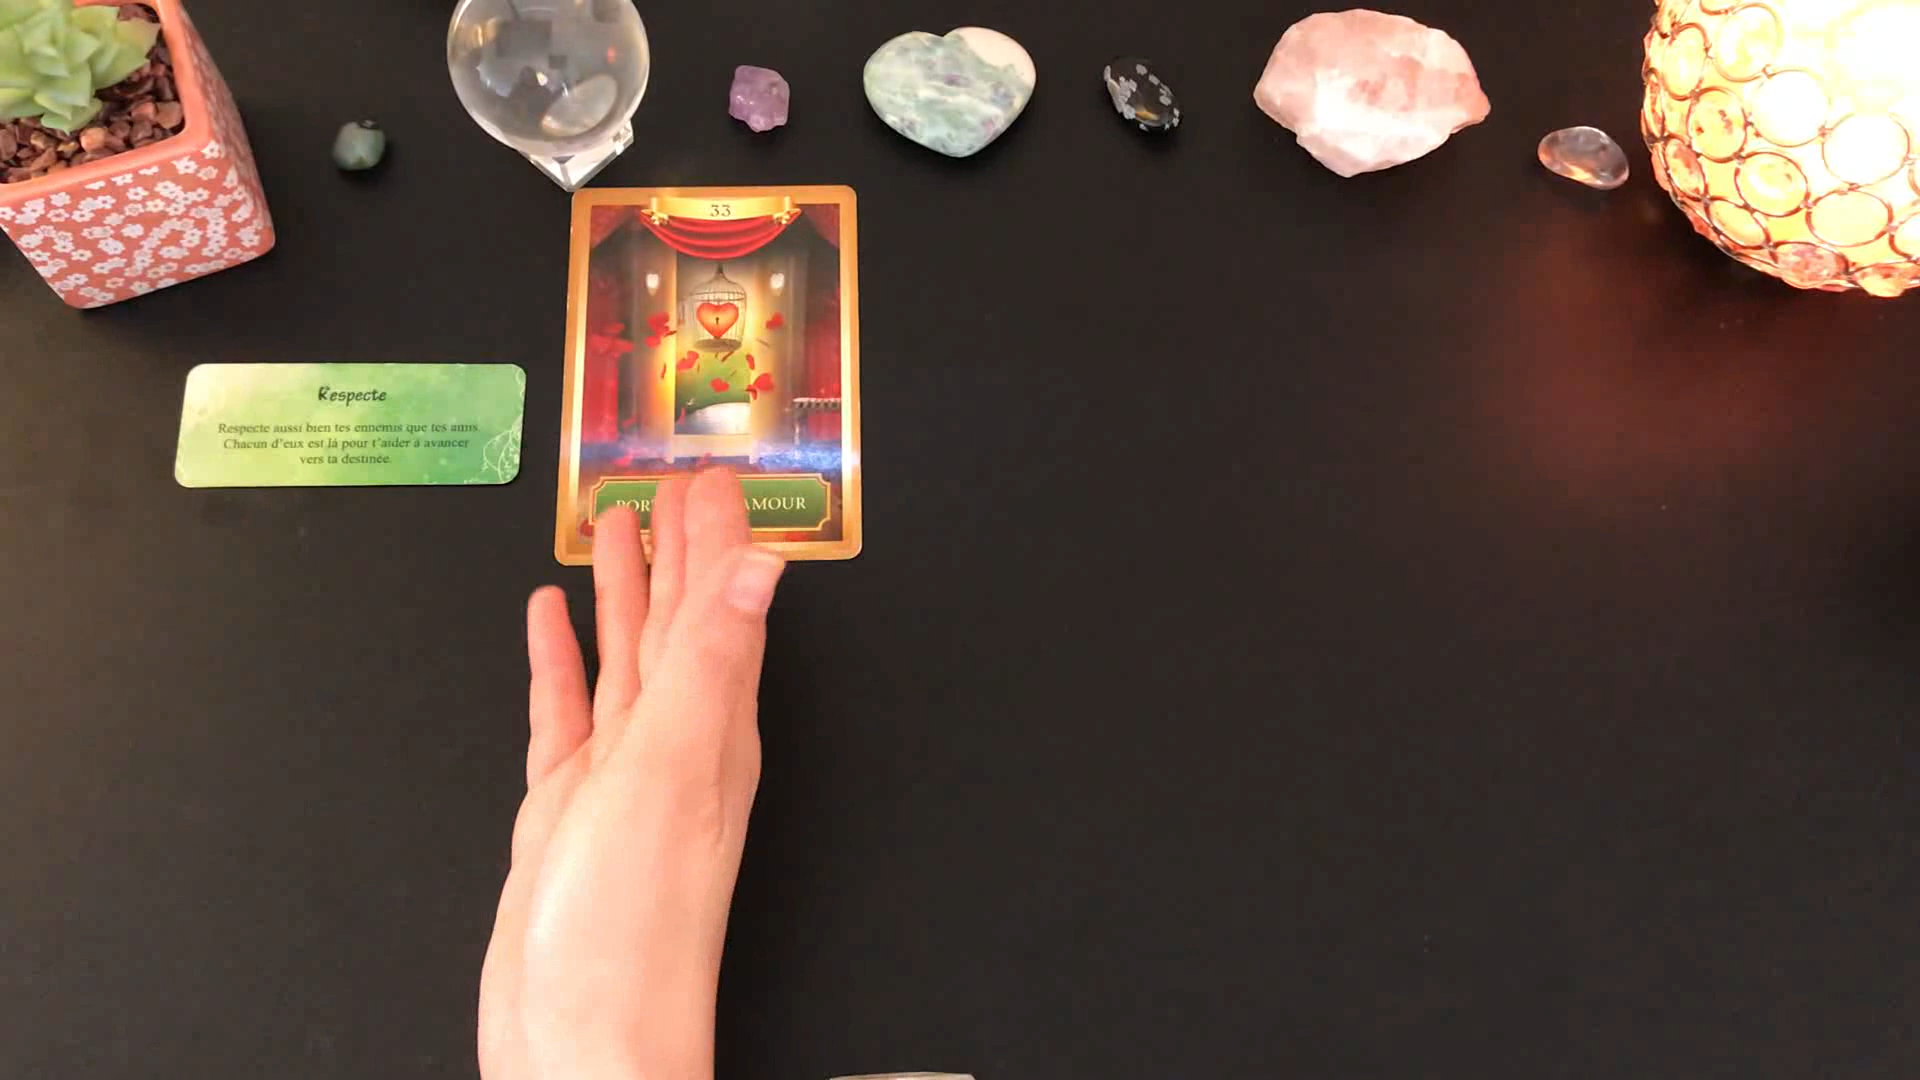 33
Respecte
Respecte aussi bien tes ennemis que tes amis.
Chacun d'eux est là pour t'aider à avancer
vers ta destinée.
AMOUR